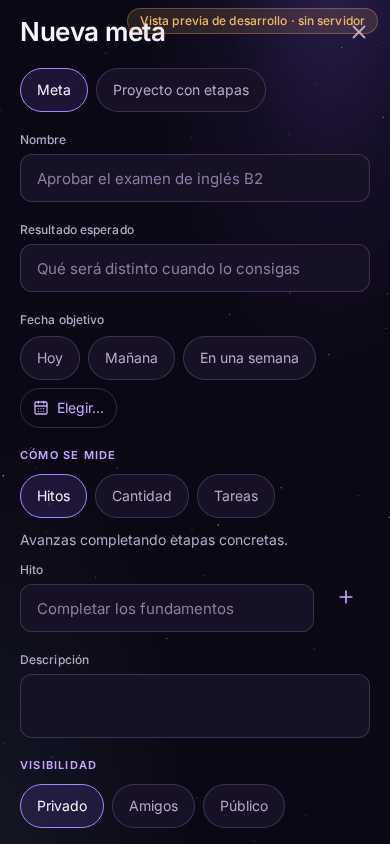 Vista previa de desarrollo · sin servidor
Nueva meta
Meta
Proyecto con etapas
Nombre
Aprobar el examen de inglés B2
Resultado esperado
Qué será distinto cuando lo consigas
Fecha objetivo
Hoy
Mañana
En una semana
Elegir...
CÓMO SE MIDE
Hitos
Cantidad
Tareas
Avanzas completando etapas concretas.
Hito
Completar los fundamentos
Descripción
VISIBILIDAD
Privado
Amigos
Público